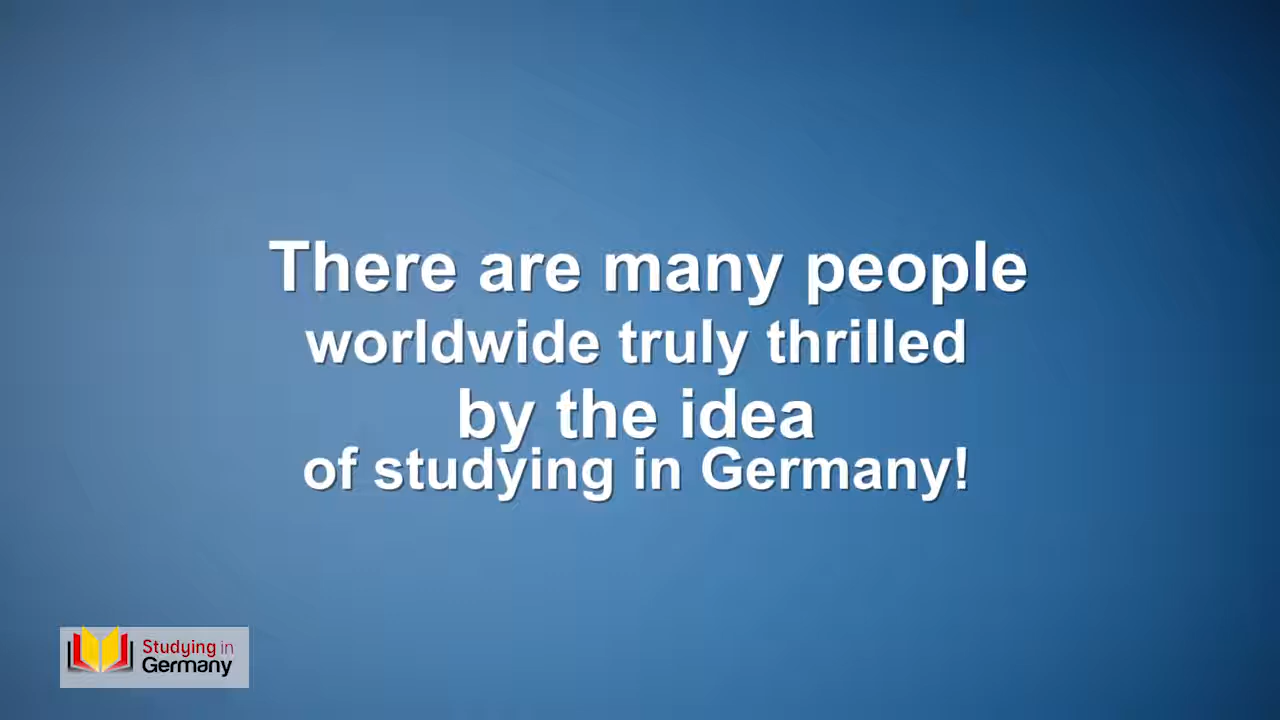 There are many people
worldwide truly thrilled
by the idea
of studying in Germany!
Studying in
Germany